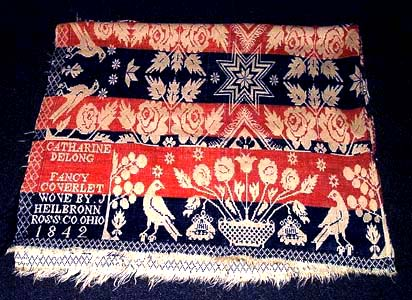 CATHARINE
DELONG
FANCY
COVERLET
WOVE BY J
HEILBRONN
ROSS CO OHIO
1842